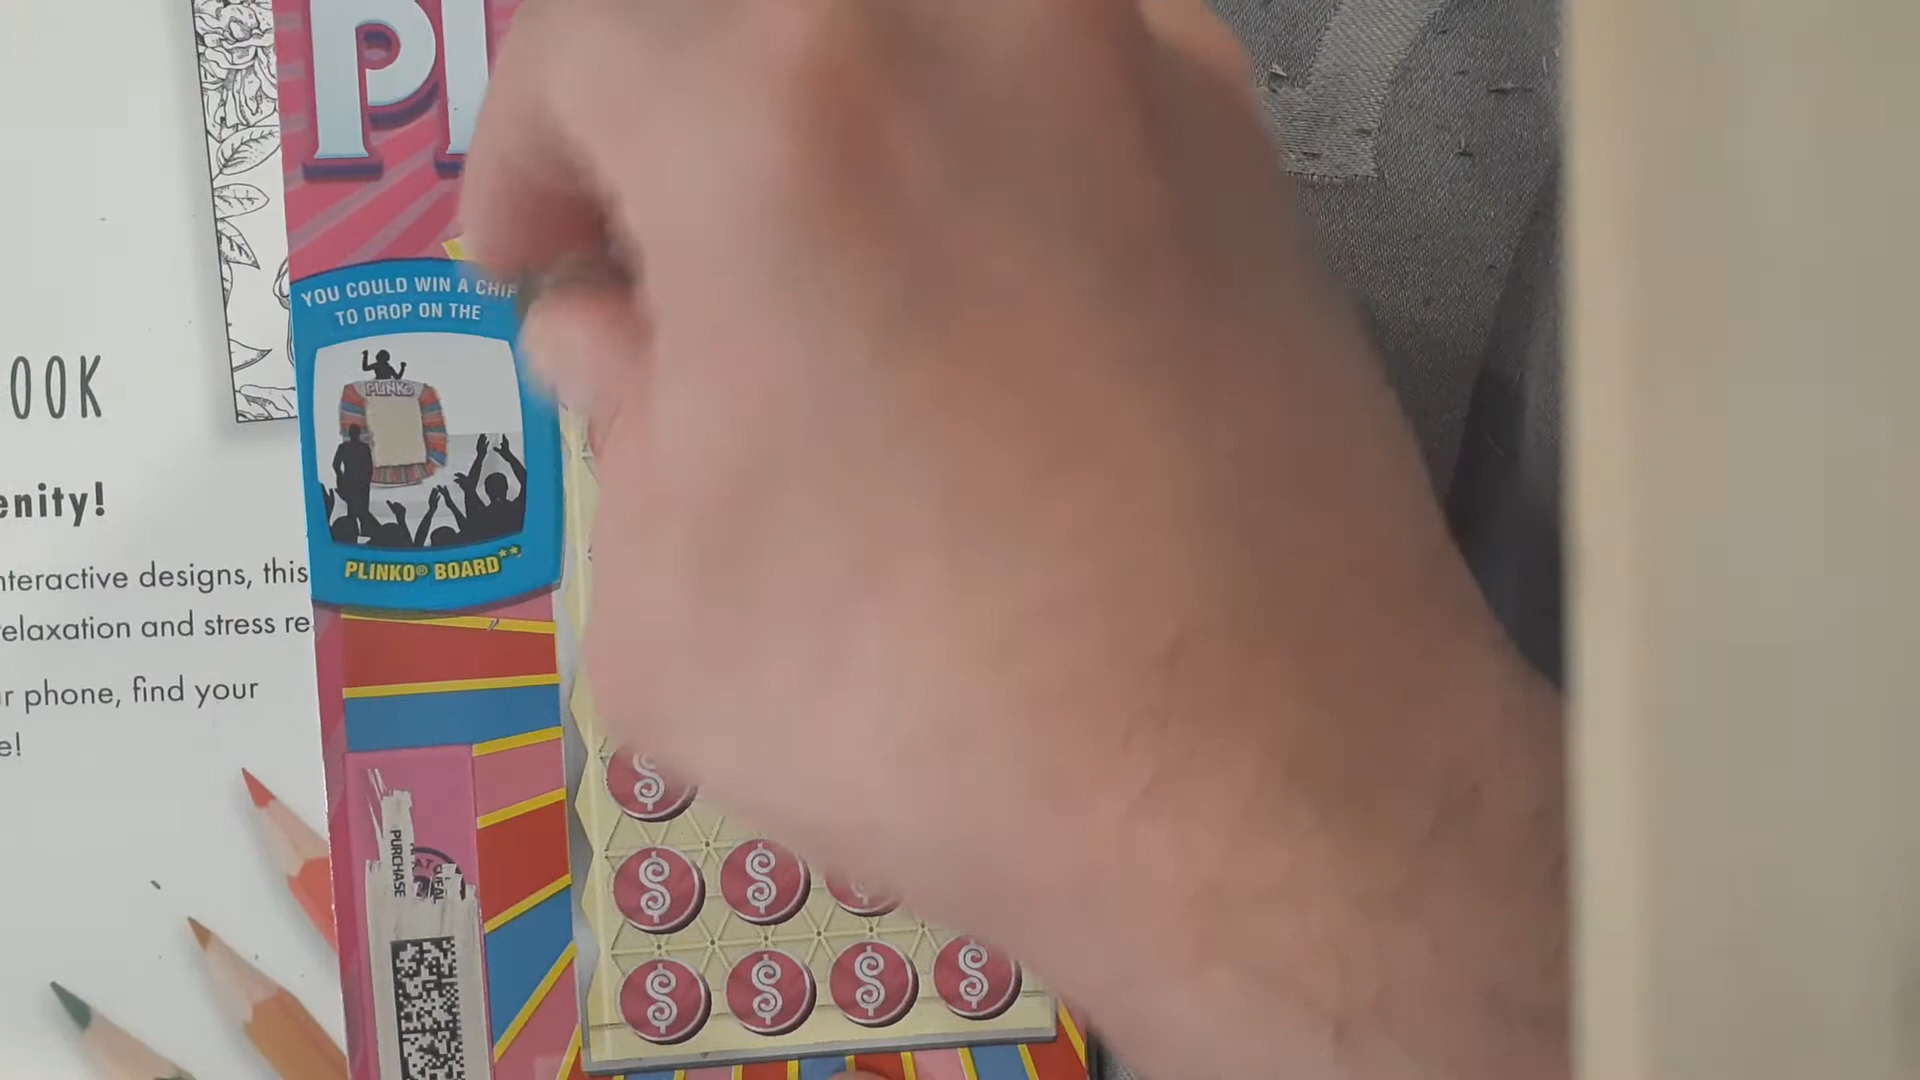 Pl
YOU COULD WIN A CHIP
TO DROP ON THE
PLINKO
PLINKO® BOARD**
OOK
enity!
nteractive designs, this
elaxation and stress re
r phone, find your
e!
PURCHASE